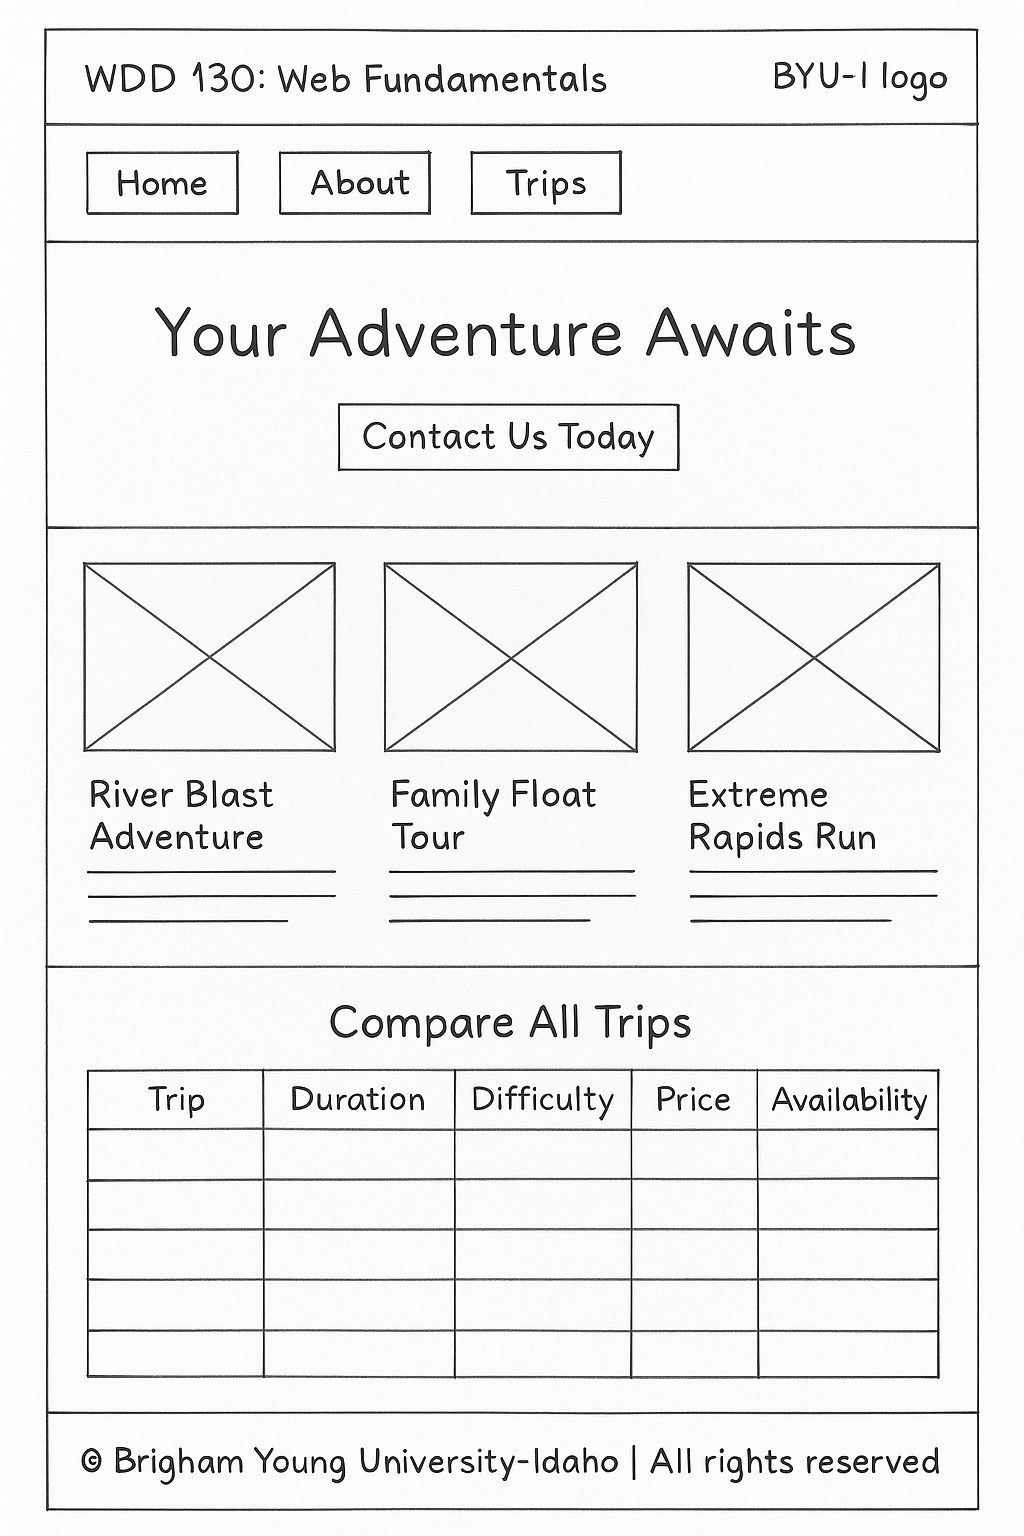 WDD 130: Web Fundamentals
BYU-I logo
Home
About
Trips
Your Adventure Awaits
Contact Us Today
River Blast
Adventure
Family Float
Tour
Extreme
Rapids Run
Compare All Trips
Trip Duration Difficulty Price Availability
© Brigham Young University-Idaho | All rights reserved